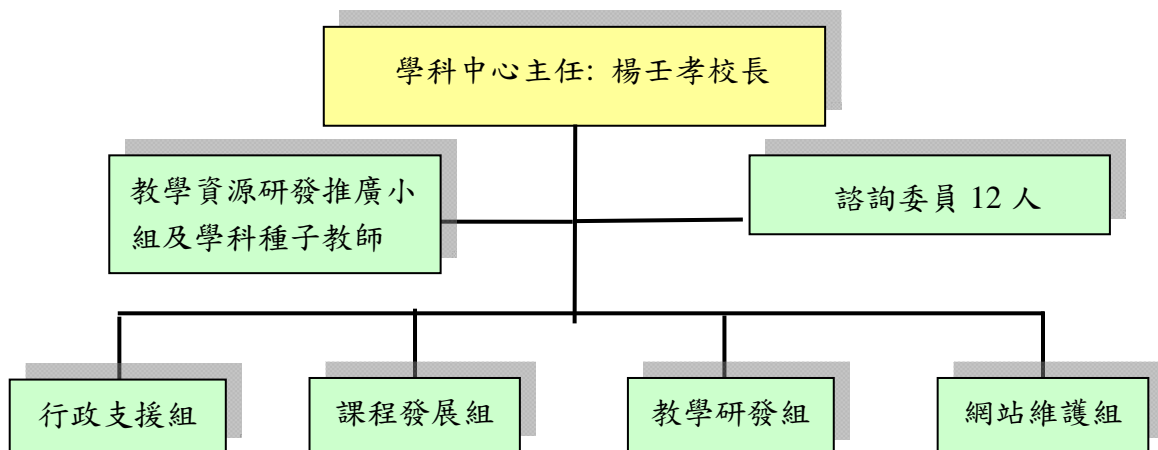 學科中心主任: 楊壬孝校長
教學資源研發推廣小
組及學科種子教師
諮詢委員 12 人
行政支援組
課程發展組
教學研發組
網站維護組